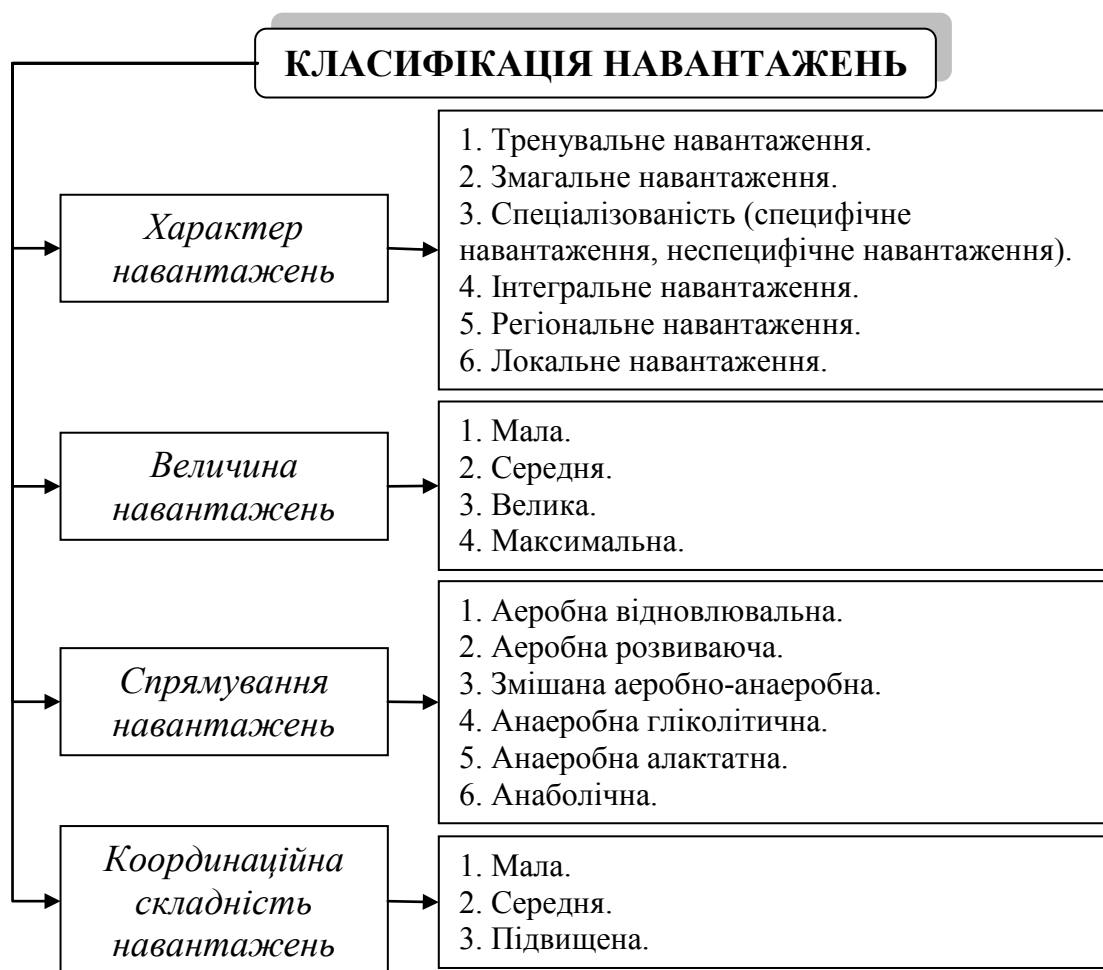 КЛАСИФІКАЦІЯ НАВАНТАЖЕНЬ
Характер
навантажень
1. Тренувальне навантаження.
2. Змагальне навантаження.
3. Спеціалізованість (специфічне
навантаження, неспецифічне навантаження).
4. Інтегральне навантаження.
5. Регіональне навантаження.
6. Локальне навантаження.
Величина
навантажень
1. Мала.
2. Середня.
3. Велика.
4. Максимальна.
Спрямування
навантажень
1. Аеробна відновлювальна.
2. Аеробна розвиваюча.
3. Змішана аеробно-анаеробна.
4. Анаеробна гліколітична.
5. Анаеробна алактатна.
6. Анаболічна.
Координаційна
складність
навантажень
1. Мала.
2. Середня.
3. Підвищена.